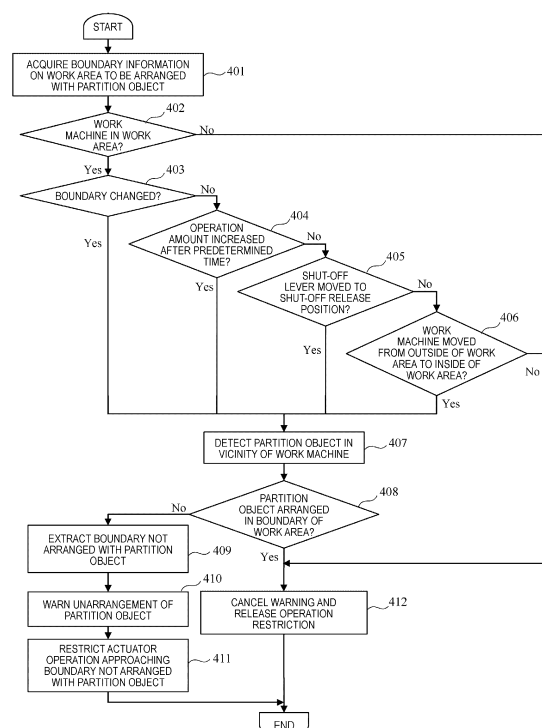 START
ACQUIRE BOUNDARY INFORMATION
ON WORK AREA TO BE ARRANGED
WITH PARTITION OBJECT
401
402
WORK
MACHINE IN WORK
AREA?
No
Yes
403
BOUNDARY CHANGED?
No
Yes
404
OPERATION
AMOUNT INCREASED
AFTER PREDETERMINED
TIME?
No
Yes
405
SHUT-OFF
LEVER MOVED TO
SHUT-OFF RELEASE
POSITION?
No
Yes
406
WORK
MACHINE MOVED
FROM OUTSIDE OF WORK
AREA TO INSIDE OF
WORK AREA?
No
Yes
DETECT PARTITION OBJECT IN
VICINITY OF WORK MACHINE
407
408
PARTITION
OBJECT ARRANGED
IN BOUNDARY OF
WORK AREA?
No
Yes
EXTRACT BOUNDARY NOT
ARRANGED WITH PARTITION
OBJECT
409
410
WARN UNARRANGEMENT OF
PARTITION OBJECT
CANCEL WARNING AND
RELEASE OPERATION
RESTRICTION
412
RESTRICT ACTUATOR
OPERATION APPROACHING
BOUNDARY NOT ARRANGED
WITH PARTITION OBJECT
411
END